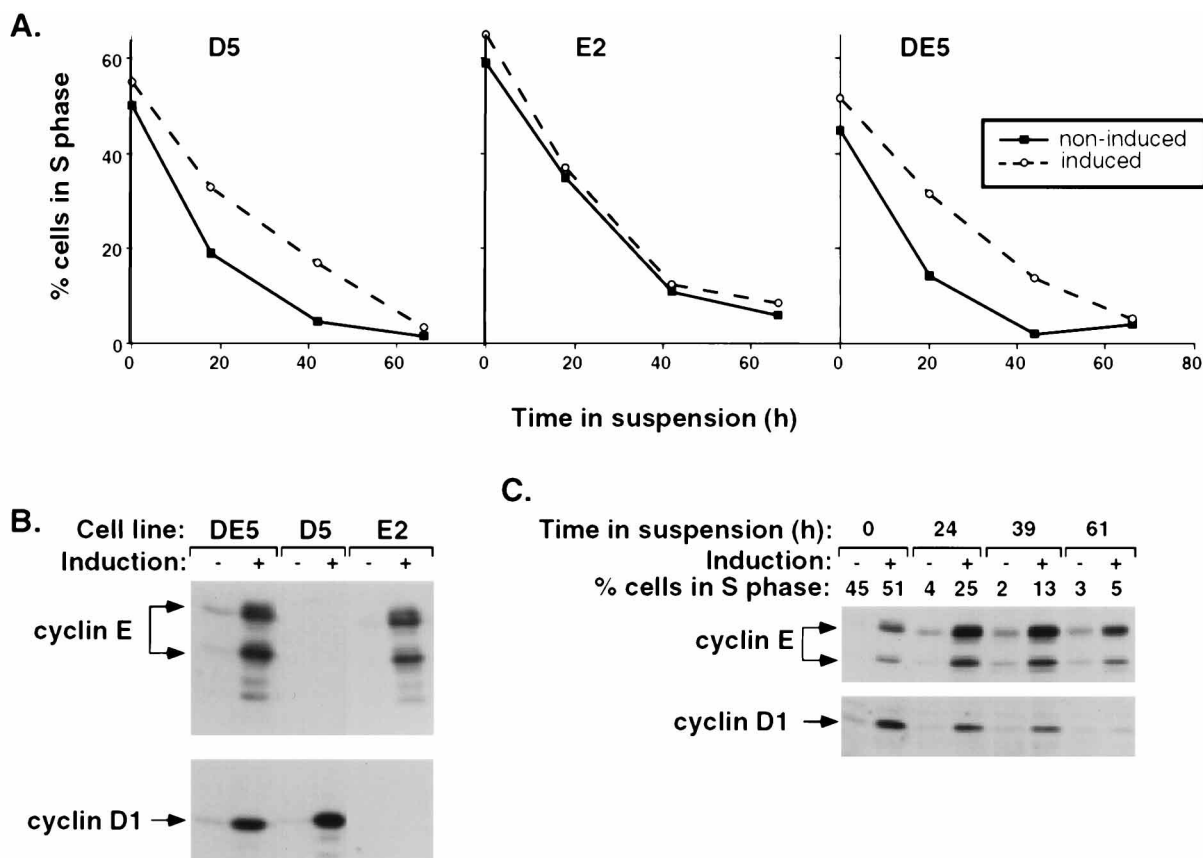 A.
D5
E2
DE5
% cells in S phase
60
40
20
0
non-induced
induced
0 20 40 60
0 20 40 60
0 20 40 60 80
Time in suspension (h)
B.
Cell line: DE5 D5 E2
Induction: - + - + - +
cyclin E
cyclin D1
C.
Time in suspension (h): 0 24 39 61
Induction: - + - + - + - +
% cells in S phase: 45 51 4 25 2 13 3 5
cyclin E
cyclin D1